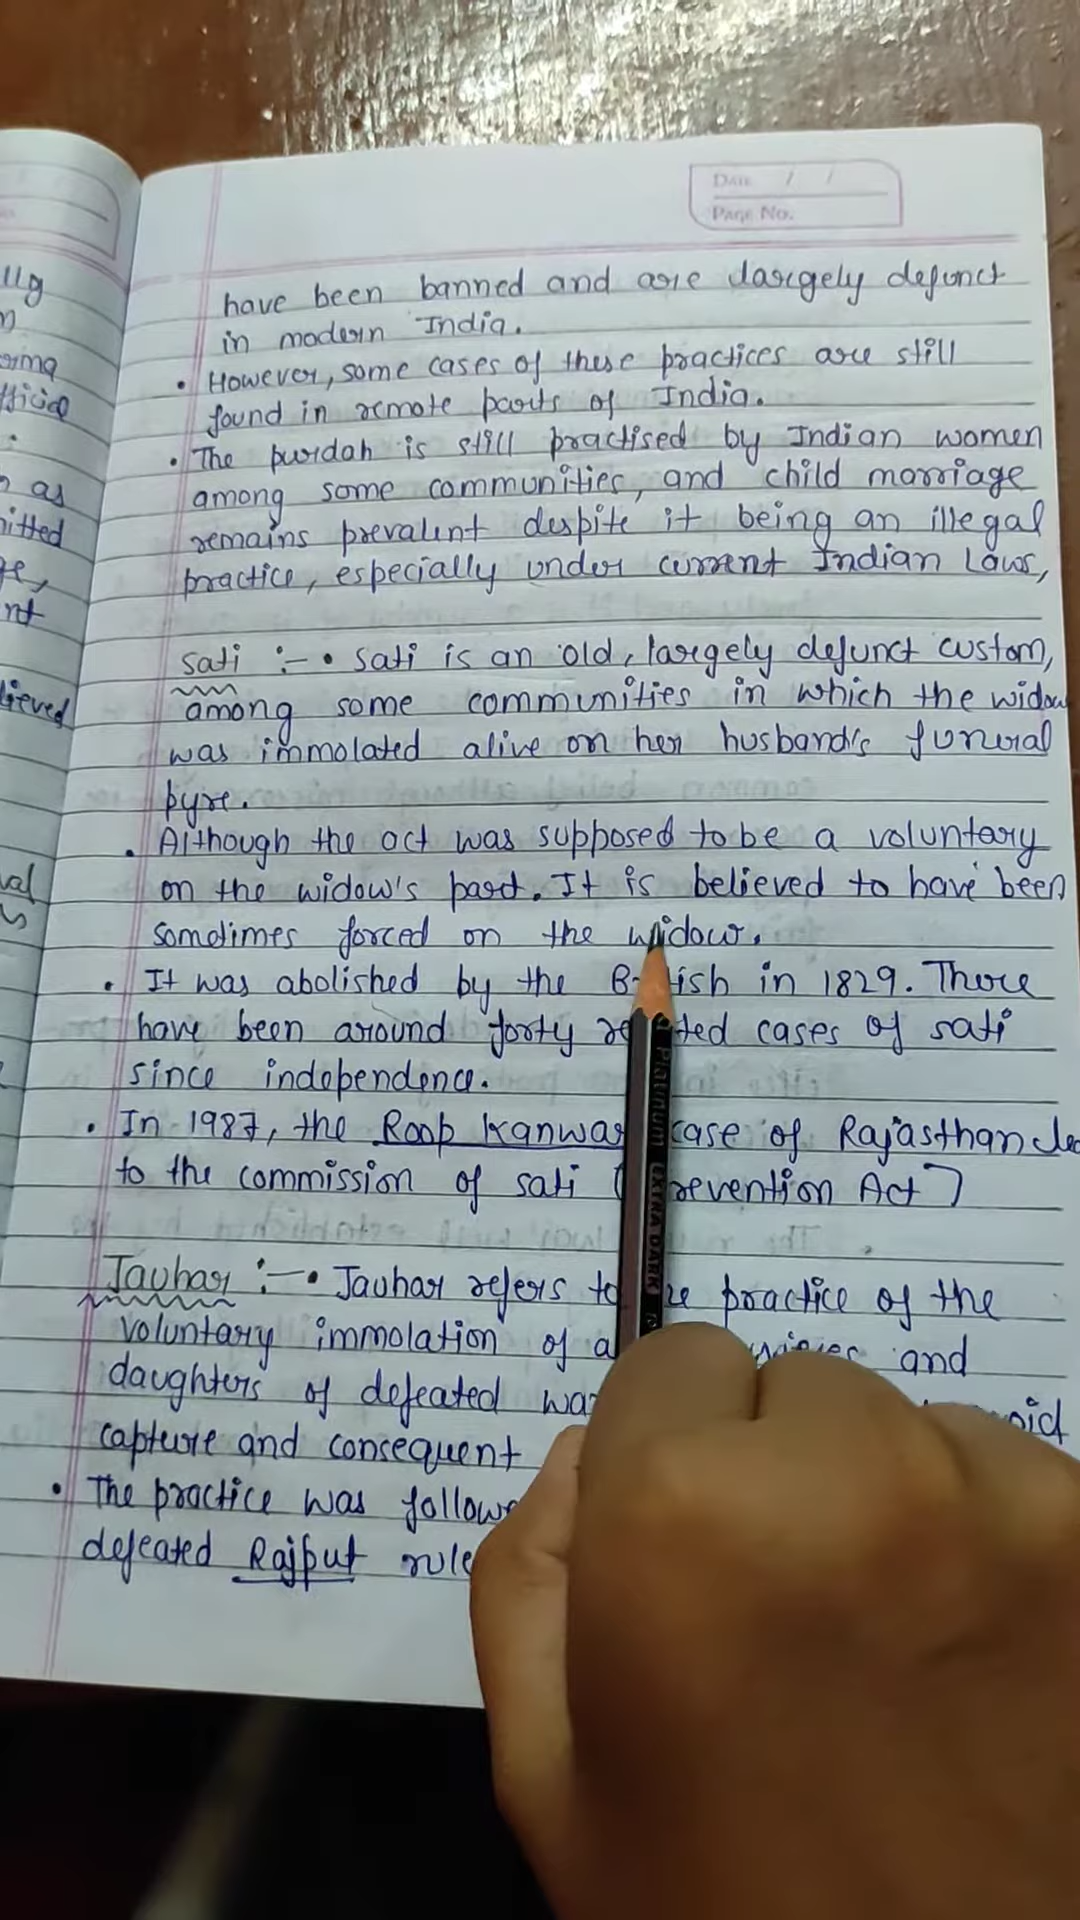 Date / /
Page No.
have been banned and are largely defunct
in modern India.
• However, some cases of these practices are still
found in remote parts of India.
• The purdah is still practised by Indian women
among some communities, and child marriage
remains prevalent despite it being an illegal
practice, especially under current Indian Laws,
Sati :- • Sati is an old, largely defunct custom,
among some communities in which the widow
was immolated alive on her husband's funeral
pyre.
• Although the act was supposed to be a voluntary
on the widow's part. It is believed to have been
sometimes forced on the widow.
• It was abolished by the in 1829. There
have been around forty cases of sati
since independence.
• In 1987, the Roop Kanwar case of Rajasthan
to the commission of sati Act]
Jauhar :- • Jauhar refers practice of the
voluntary immolation of and
daughters of defeated
capture and consequent
• The practice was
defeated Rajput
PLATINUM EXTRA DARK